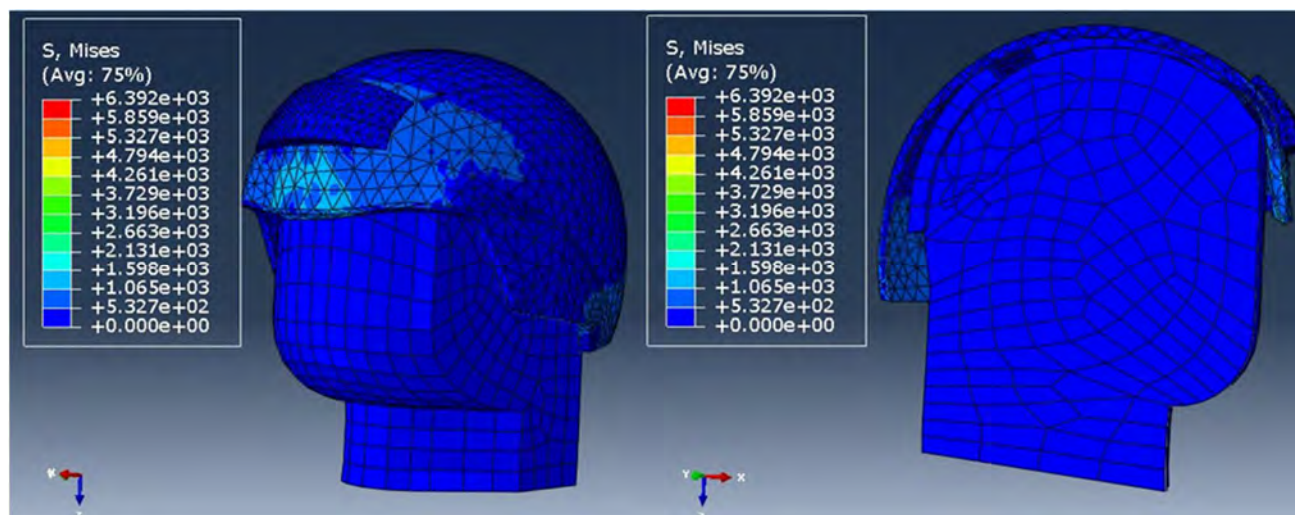 S, Mises
(Avg: 75%)
+6.392e+03
+5.859e+03
+5.327e+03
+4.794e+03
+4.261e+03
+3.729e+03
+3.196e+03
+2.663e+03
+2.131e+03
+1.598e+03
+1.065e+03
+5.327e+02
+0.000e+00
S, Mises
(Avg: 75%)
+6.392e+03
+5.859e+03
+5.327e+03
+4.794e+03
+4.261e+03
+3.729e+03
+3.196e+03
+2.663e+03
+2.131e+03
+1.598e+03
+1.065e+03
+5.327e+02
+0.000e+00
Y
X